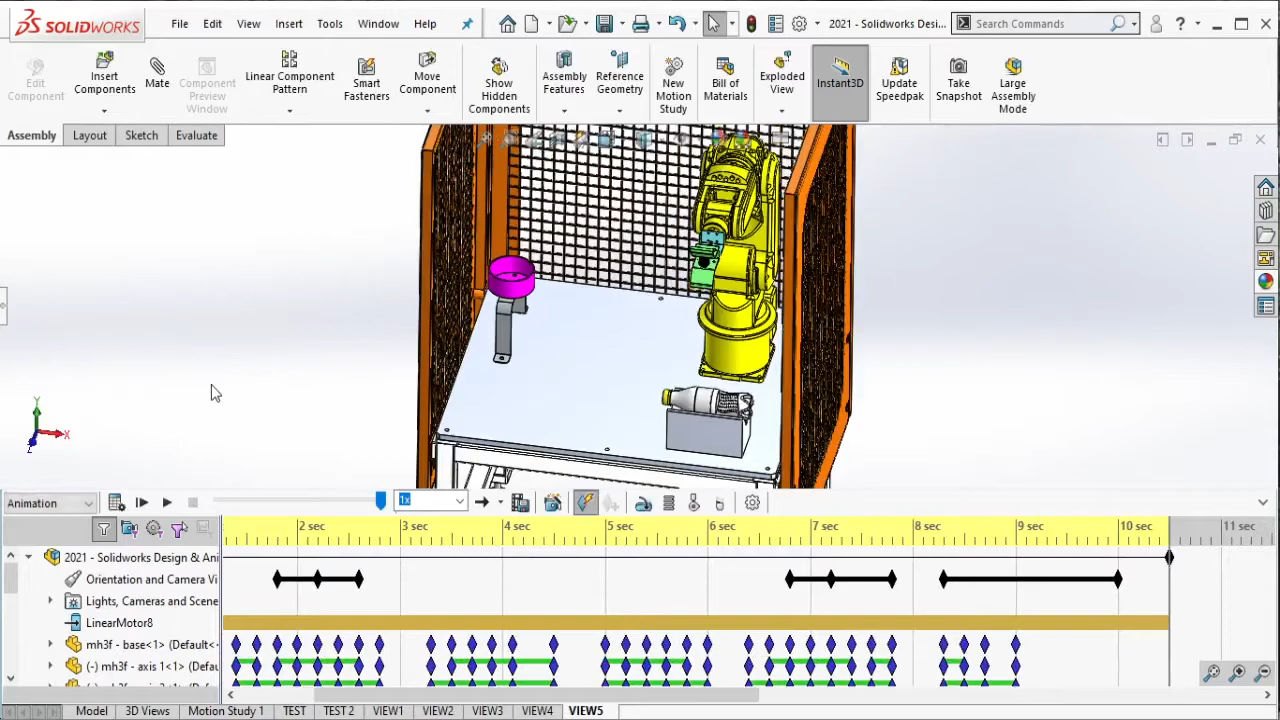 SOLIDWORKS File Edit View Insert Tools Window Help 2021 - Solidworks Desi... Search Commands
Edit Component
Insert Components
Mate
Component Preview Window
Linear Component Pattern
Smart Fasteners
Move Component
Show Hidden Components
Assembly Features
Reference Geometry
New Motion Study
Bill of Materials
Exploded View
Instant3D
Update Speedpak
Take Snapshot
Large Assembly Mode
Assembly Layout Sketch Evaluate
Y
X
Z
Animation 1x
2 sec 3 sec 4 sec 5 sec 6 sec 7 sec 8 sec 9 sec 10 sec 11 sec
2021 - Solidworks Design & Ani
Orientation and Camera Vi
Lights, Cameras and Scene
LinearMotor8
mh3f - base<1> (Default<
(-) mh3f - axis 1<1> (Defau
Model 3D Views Motion Study 1 TEST TEST 2 VIEW1 VIEW2 VIEW3 VIEW4 VIEW5